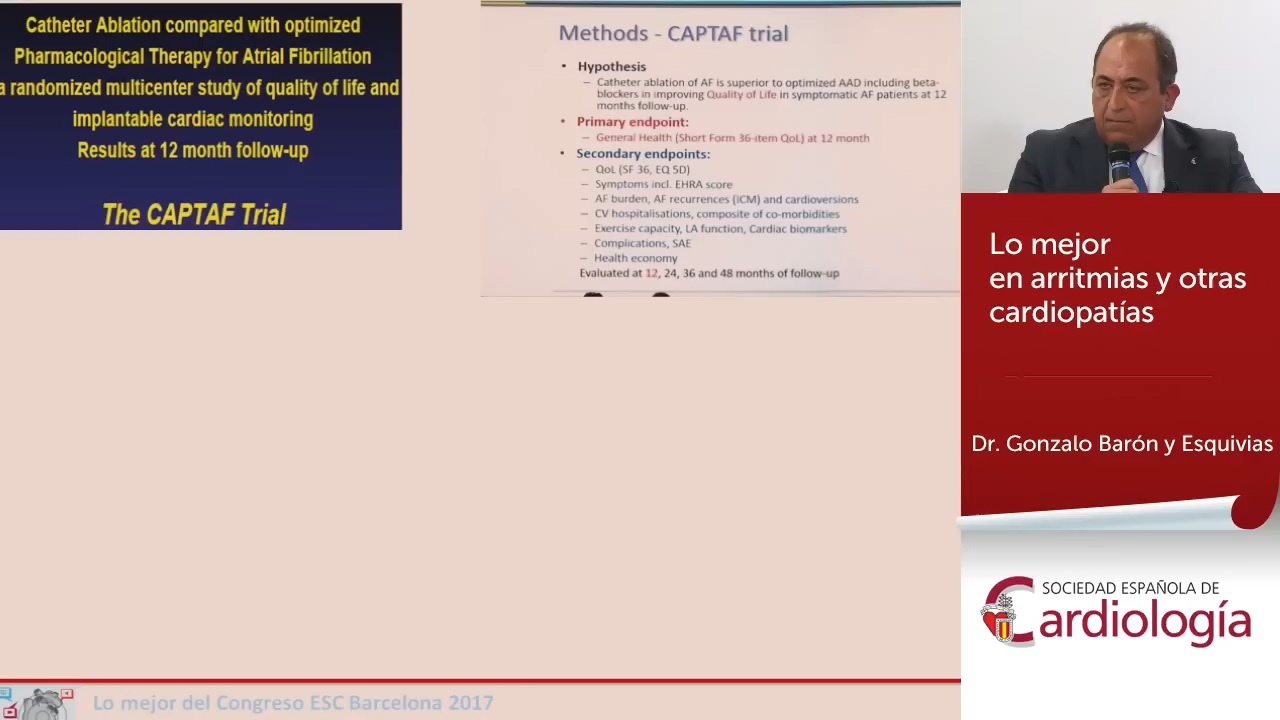 Catheter Ablation compared with optimized
Pharmacological Therapy for Atrial Fibrillation
a randomized multicenter study of quality of life and
implantable cardiac monitoring
Results at 12 month follow-up
The CAPTAF Trial
Methods - CAPTAF trial
• Hypothesis
– Catheter ablation of AF is superior to optimized AAD including beta-
blockers in improving Quality of Life in symptomatic AF patients at 12
months follow-up.
• Primary endpoint:
– General Health (Short Form 36-item QoL) at 12 month
• Secondary endpoints:
– QoL (SF 36, EQ 5D)
– Symptoms incl. EHRA score
– AF burden, AF recurrences (ICM) and cardioversions
– CV hospitalisations, composite of co-morbidities
– Exercise capacity, LA function, Cardiac biomarkers
– Complications, SAE
– Health economy
Evaluated at 12, 24, 36 and 48 months of follow-up
Lo mejor
en arritmias y otras
cardiopatías
Dr. Gonzalo Barón y Esquivias
SOCIEDAD ESPAÑOLA DE
Cardiología
Lo mejor del Congreso ESC Barcelona 2017